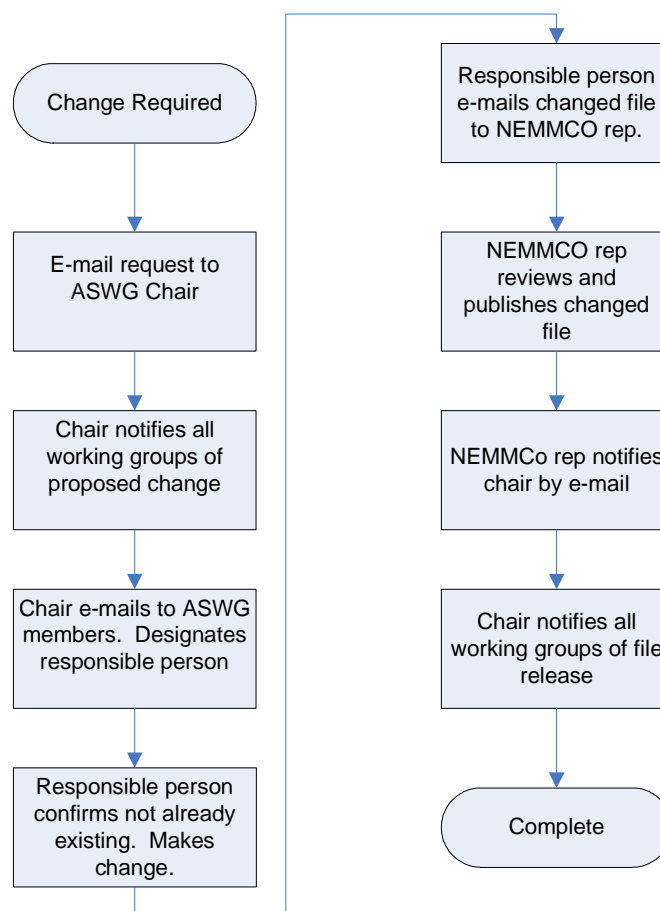 Change Required
E-mail request to
ASWG Chair
Chair notifies all
working groups of
proposed change
Chair e-mails to ASWG
members.  Designates
responsible person
Responsible person
confirms not already
existing.  Makes
change.
Responsible person
e-mails changed file
to NEMMCO rep.
NEMMCO rep
reviews and
publishes changed
file
NEMMCo rep notifies
chair by e-mail
Chair notifies all
working groups of file
release
Complete